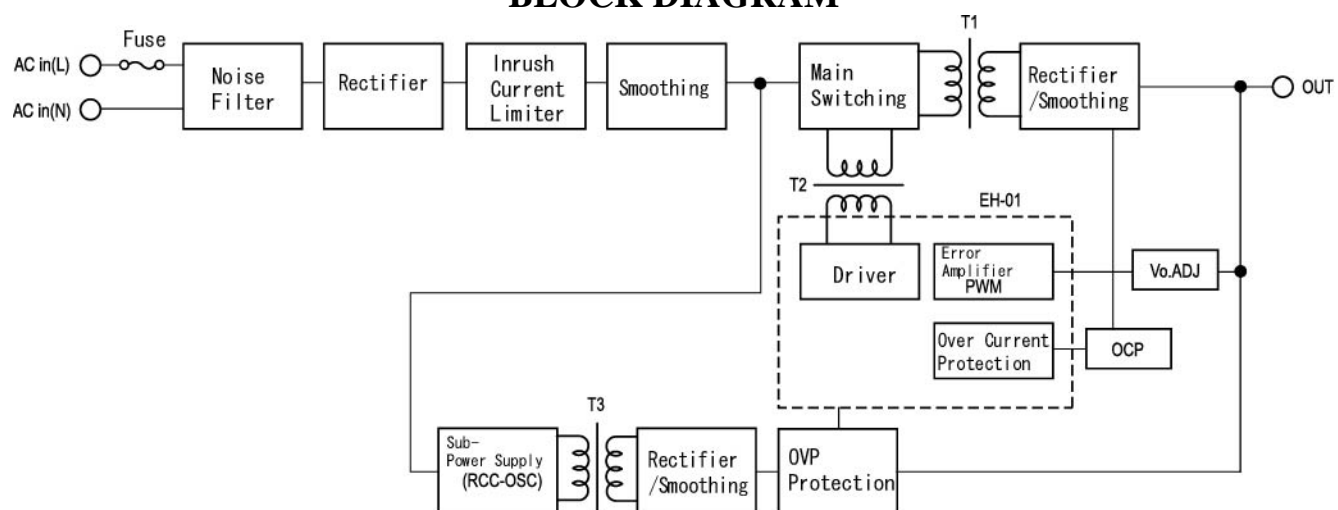 BLOCK DIAGRAM
Fuse
AC in(L)
AC in(N)
Noise
Filter
Rectifier
Inrush
Current
Limiter
Smoothing
Main
Switching
T1
Rectifier
/Smoothing
OUT
T2
EH-01
Driver
Error
Amplifier
PWM
Vo.ADJ
Over Current
Protection
OCP
T3
Sub-
Power Supply
(RCC-OSC)
Rectifier
/Smoothing
OVP
Protection